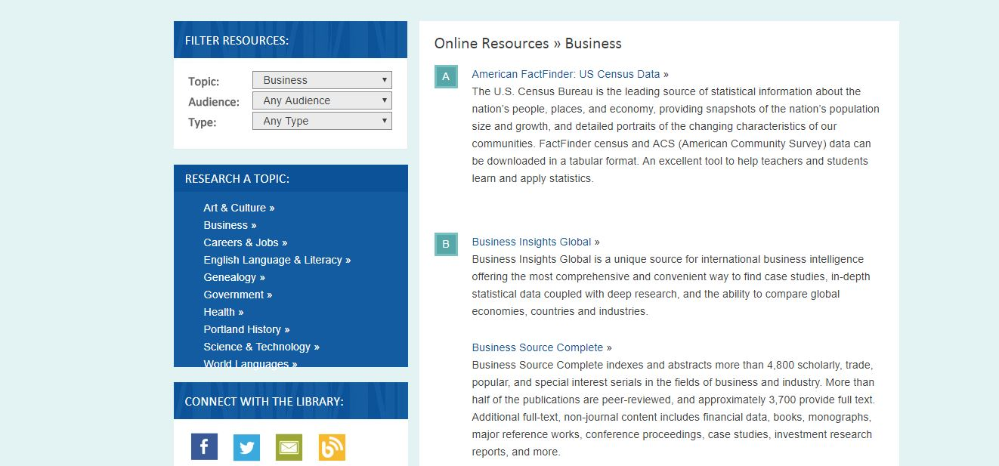 FILTER RESOURCES:
Topic: Business
Audience: Any Audience
Type: Any Type
RESEARCH A TOPIC:
Art & Culture »
Business »
Careers & Jobs »
English Language & Literacy »
Genealogy »
Government »
Health »
Portland History »
Science & Technology »
World Languages »
CONNECT WITH THE LIBRARY:
Online Resources » Business
A
American FactFinder: US Census Data »
The U.S. Census Bureau is the leading source of statistical information about the
nation’s people, places, and economy, providing snapshots of the nation’s population
size and growth, and detailed portraits of the changing characteristics of our
communities. FactFinder census and ACS (American Community Survey) data can
be downloaded in a tabular format. An excellent tool to help teachers and students
learn and apply statistics.
B
Business Insights Global »
Business Insights Global is a unique source for international business intelligence
offering the most comprehensive and convenient way to find case studies, in-depth
statistical data coupled with deep research, and the ability to compare global
economies, countries and industries.
Business Source Complete »
Business Source Complete indexes and abstracts more than 4,800 scholarly, trade,
popular, and special interest serials in the fields of business and industry. More than
half of the publications are peer-reviewed, and approximately 3,700 provide full text.
Additional full-text, non-journal content includes financial data, books, monographs,
major reference works, conference proceedings, case studies, investment research
reports, and more.